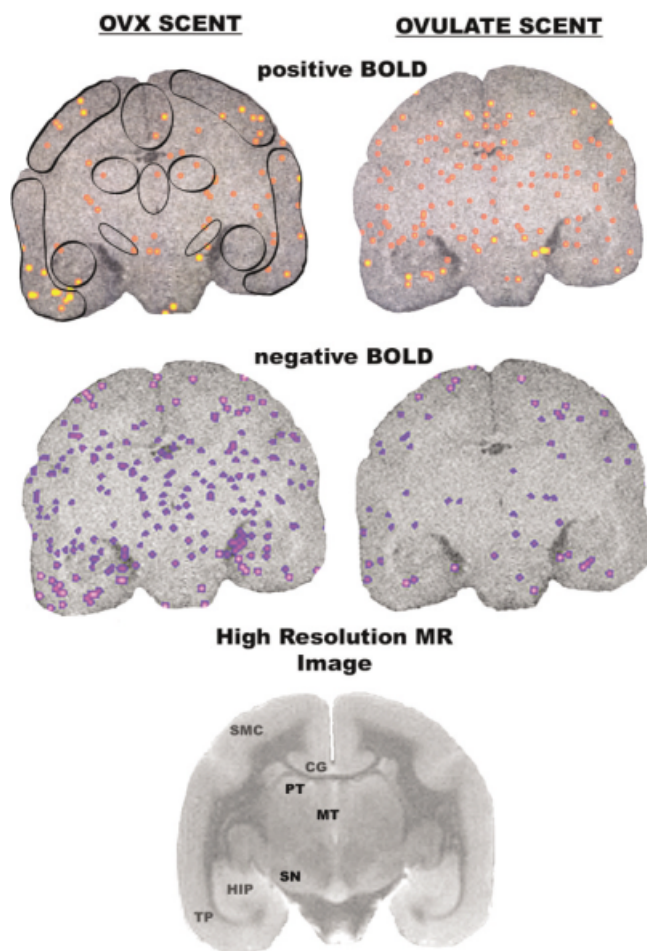 OVX SCENT
OVULATE SCENT
positive BOLD
negative BOLD
High Resolution MR
Image
SMC
CG
PT
MT
SN
HIP
TP